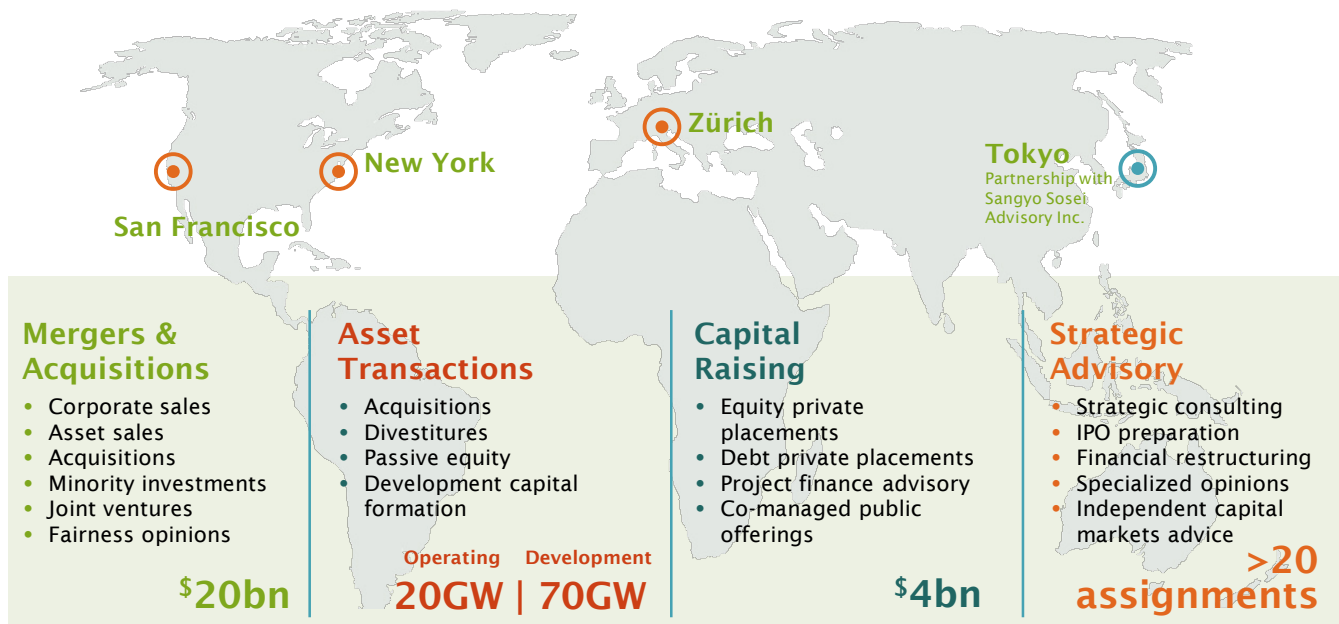 Zürich
New York
Tokyo
Partnership with
Sangyo Sosei
Advisory Inc.
San Francisco
Mergers &
Acquisitions
• Corporate sales
• Asset sales
• Acquisitions
• Minority investments
• Joint ventures
• Fairness opinions
$20bn
Asset
Transactions
• Acquisitions
• Divestitures
• Passive equity
• Development capital
formation
Operating Development
20GW | 70GW
Capital
Raising
• Equity private
placements
• Debt private placements
• Project finance advisory
• Co-managed public
offerings
$4bn
Strategic
Advisory
• Strategic consulting
• IPO preparation
• Financial restructuring
• Specialized opinions
• Independent capital
markets advice
>20
assignments